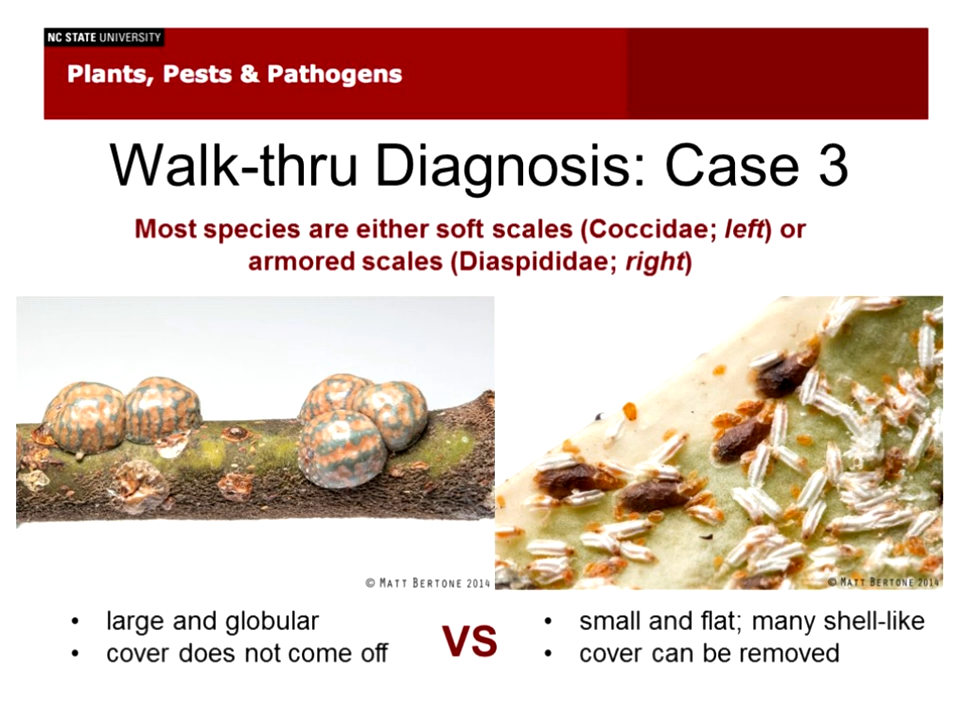 NC STATE UNIVERSITY
Plants, Pests & Pathogens
Walk-thru Diagnosis: Case 3
Most species are either soft scales (Coccidae; left) or
armored scales (Diaspididae; right)
© MATT BERTONE 2014
© MATT BERTONE 2014
• large and globular
• cover does not come off
VS
• small and flat; many shell-like
• cover can be removed